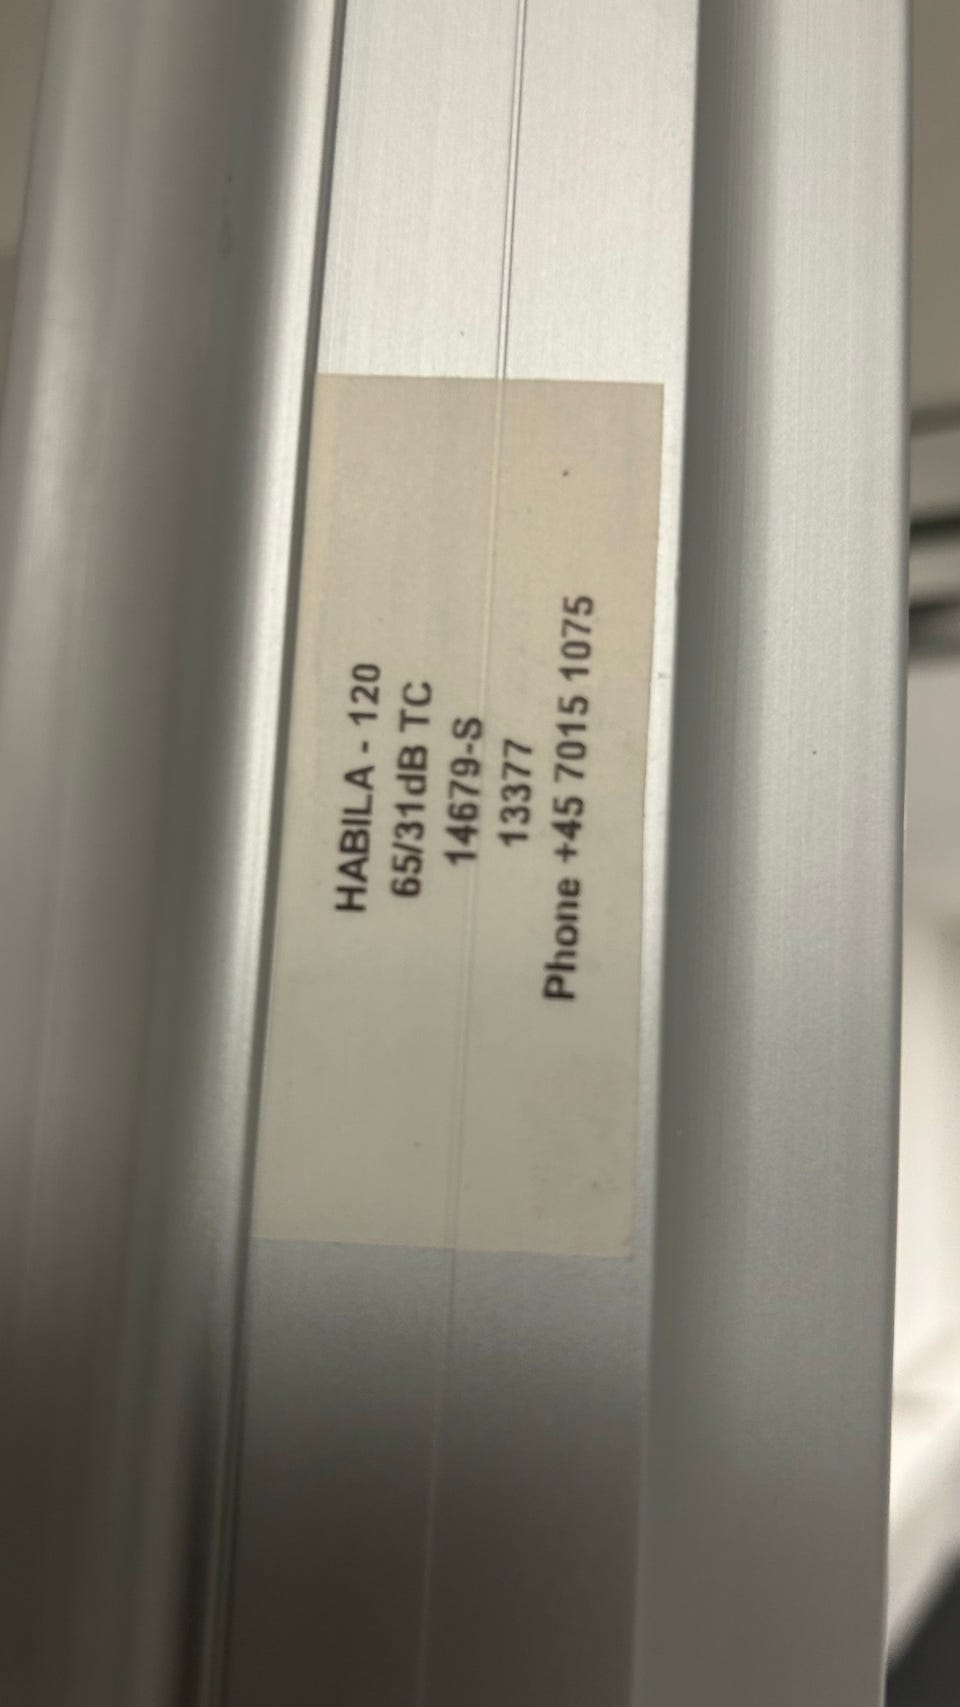 HABILA - 120
65/31dB TC
14679-S
13377
Phone +45 7015 1075